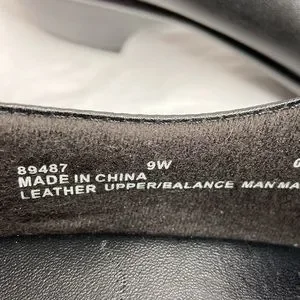 89487 9W
MADE IN CHINA
LEATHER UPPER/BALANCE MAN MA